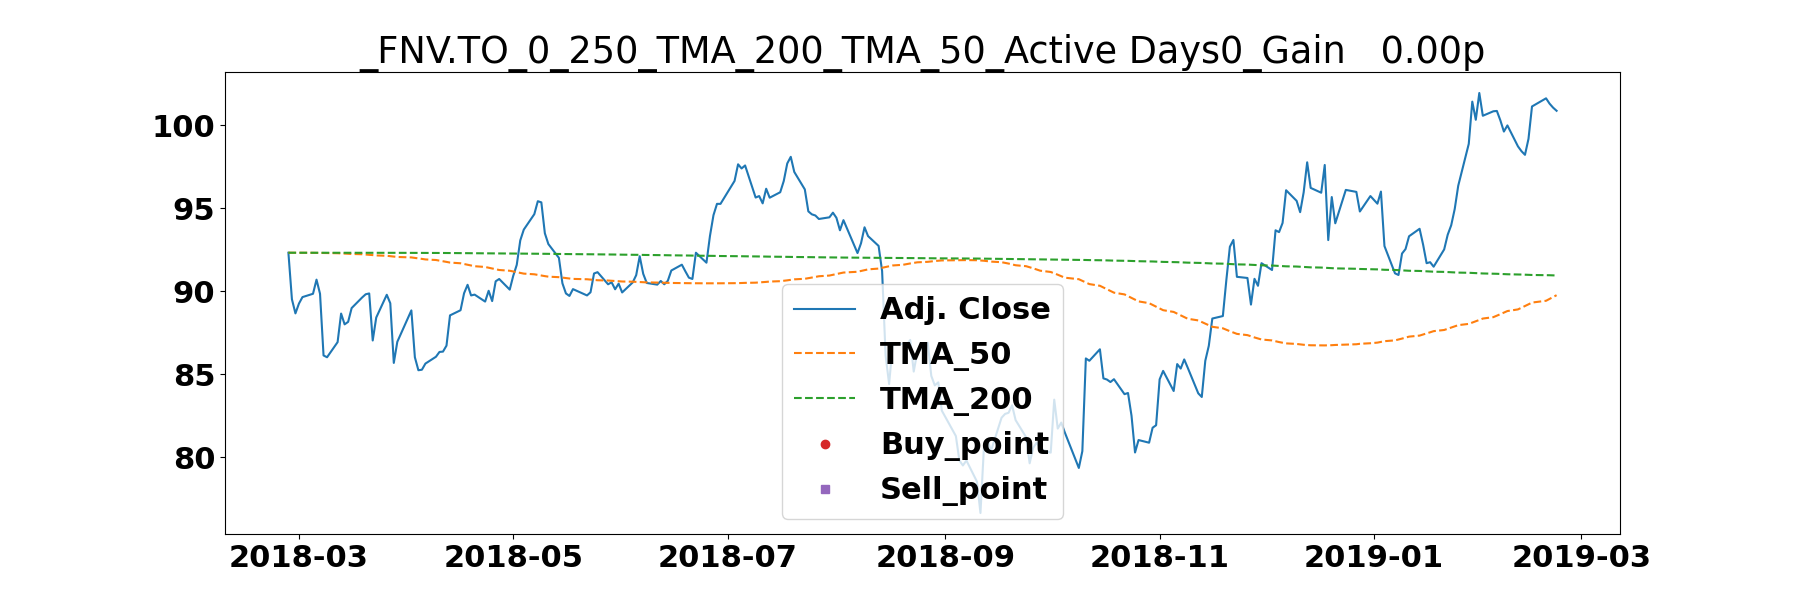 _FNV.TO_0_250_TMA_200_TMA_50_Active Days0_Gain   0.00p
100
95
90
85
80
Adj. Close
TMA_50
TMA_200
Buy_point
Sell_point
2018-03 2018-05 2018-07 2018-09 2018-11 2019-01 2019-03